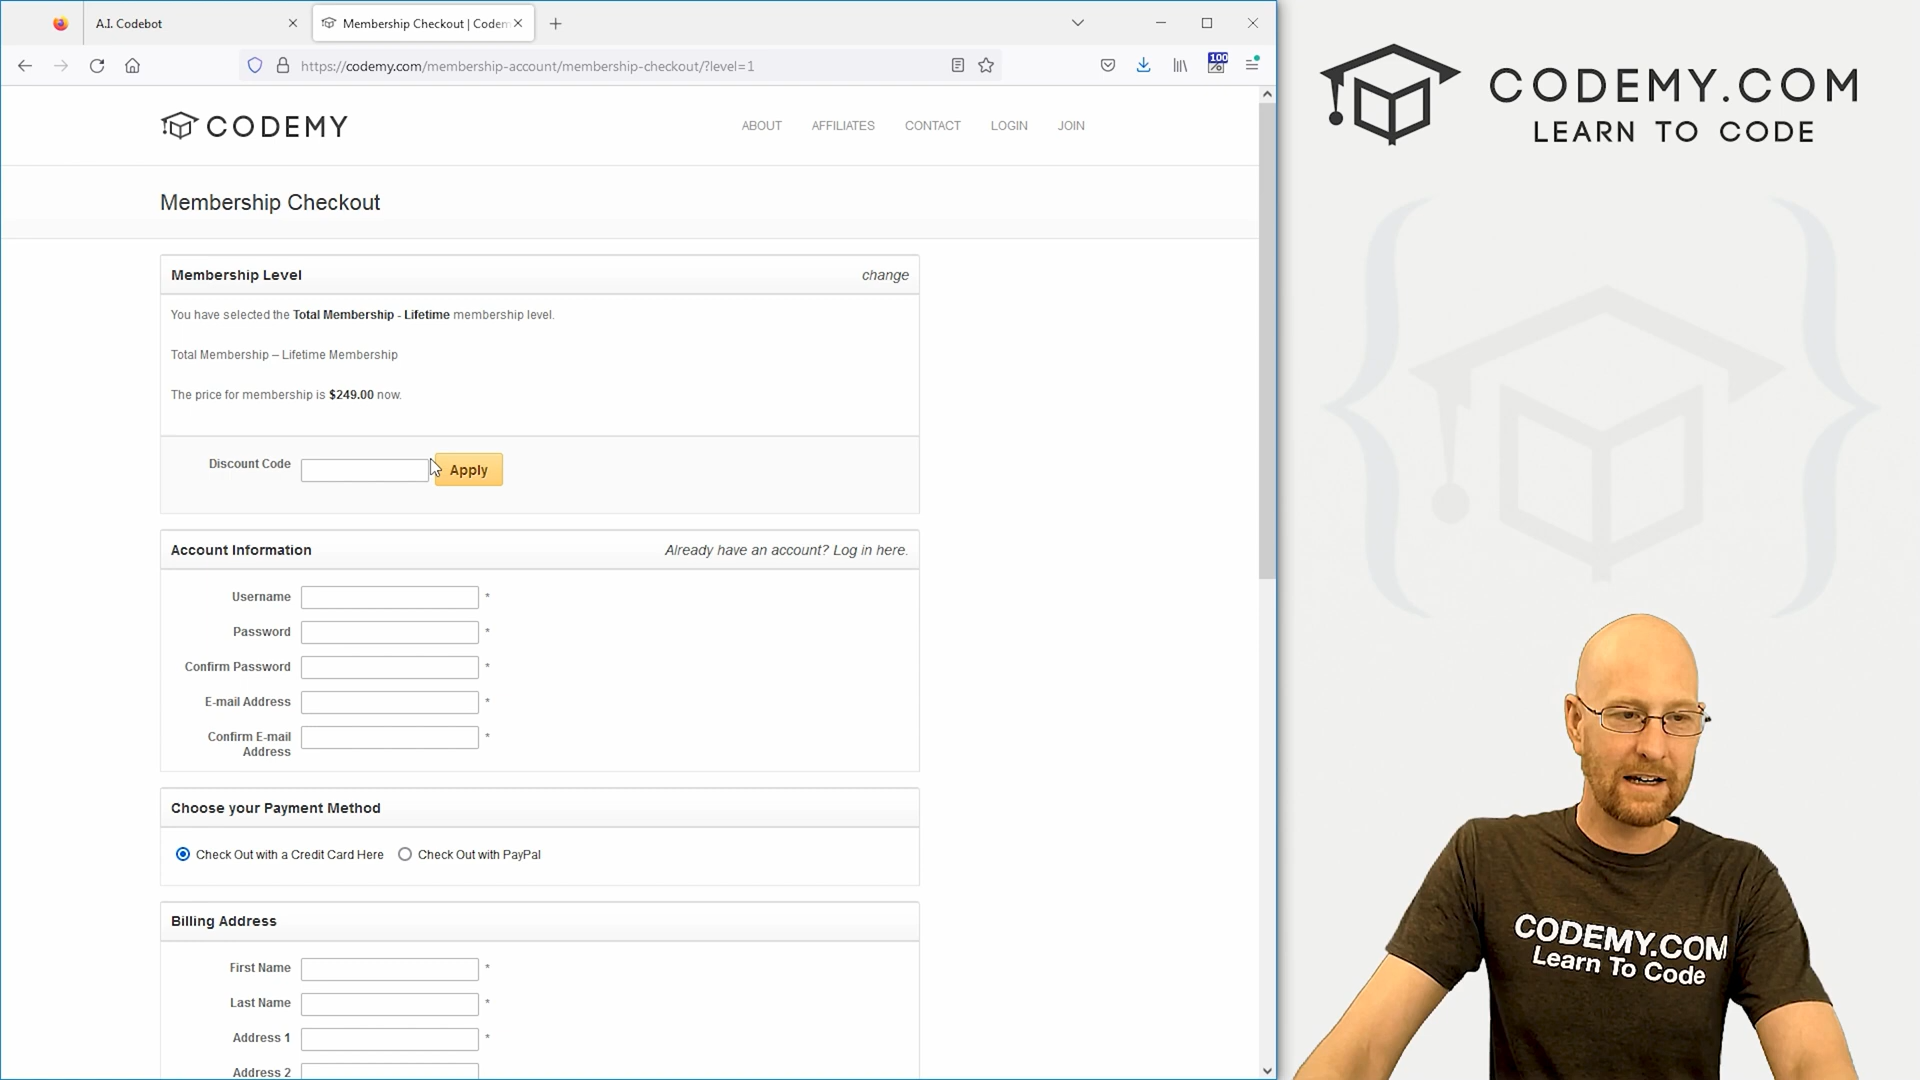 A.I. Codebot
Membership Checkout | Codem
https://codemy.com/membership-account/membership-checkout/?level=1
100
CODEMY
ABOUT
AFFILIATES
CONTACT
LOGIN
JOIN
Membership Checkout
Membership Level
change
You have selected the Total Membership - Lifetime membership level.
Total Membership – Lifetime Membership
The price for membership is $249.00 now.
Discount Code
Apply
Account Information
Already have an account? Log in here.
Username *
Password *
Confirm Password *
E-mail Address *
Confirm E-mail *
Address
Choose your Payment Method
Check Out with a Credit Card Here
Check Out with PayPal
Billing Address
First Name *
Last Name *
Address 1 *
Address 2
CODEMY.COM
LEARN TO CODE
CODEMY.COM
Learn To Code